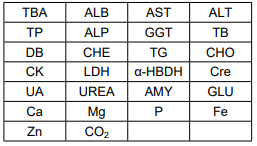 TBA ALB AST ALT
TP ALP GGT TB
DB CHE TG CHO
CK LDH α-HBDH Cre
UA UREA AMY GLU
Ca Mg P Fe
Zn CO₂